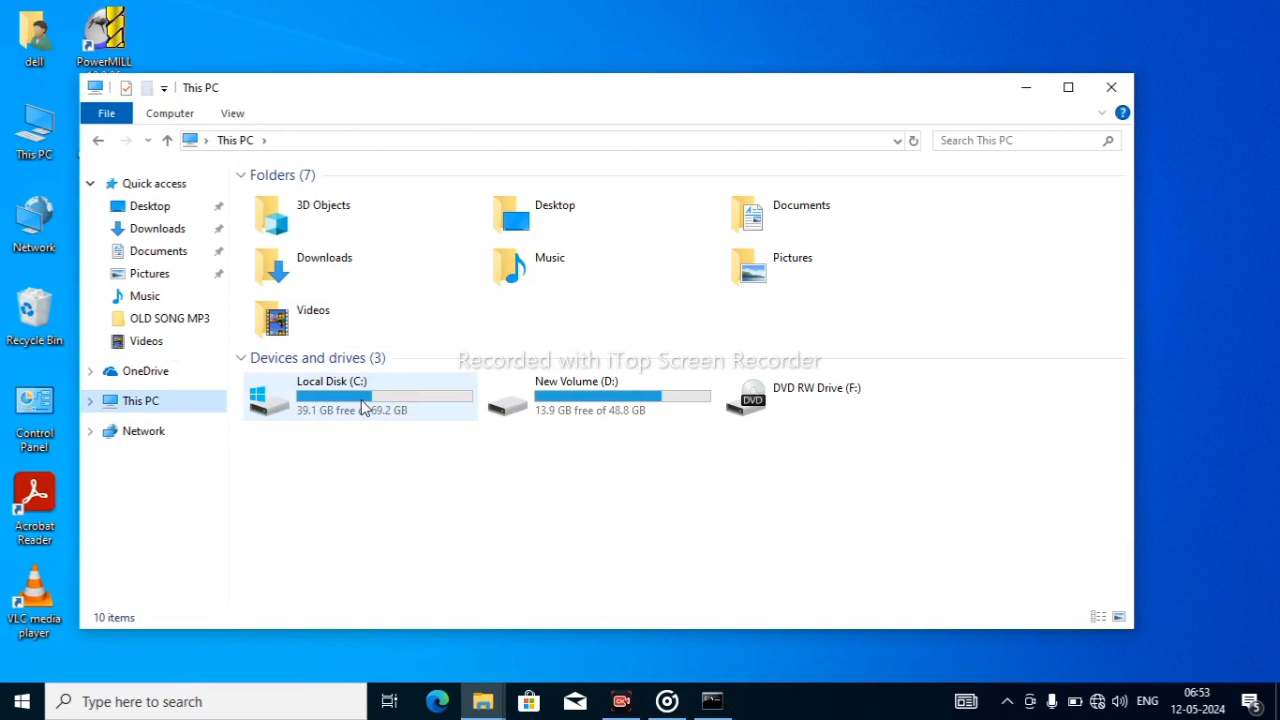 dell
PowerMILL
This PC
File
Computer
View
This PC
This PC
Search This PC
Network
Recycle Bin
Control
Panel
Acrobat
Reader
VLC media
player
Quick access
Desktop
Downloads
Documents
Pictures
Music
OLD SONG MP3
Videos
OneDrive
This PC
Network
Folders (7)
3D Objects
Desktop
Documents
Downloads
Music
Pictures
Videos
Devices and drives (3)
Recorded with iTop Screen Recorder
Local Disk (C:)
39.1 GB free 69.2 GB
New Volume (D:)
13.9 GB free of 48.8 GB
DVD
DVD RW Drive (F:)
10 items
Type here to search
ENG
06:53
12-05-2024
5